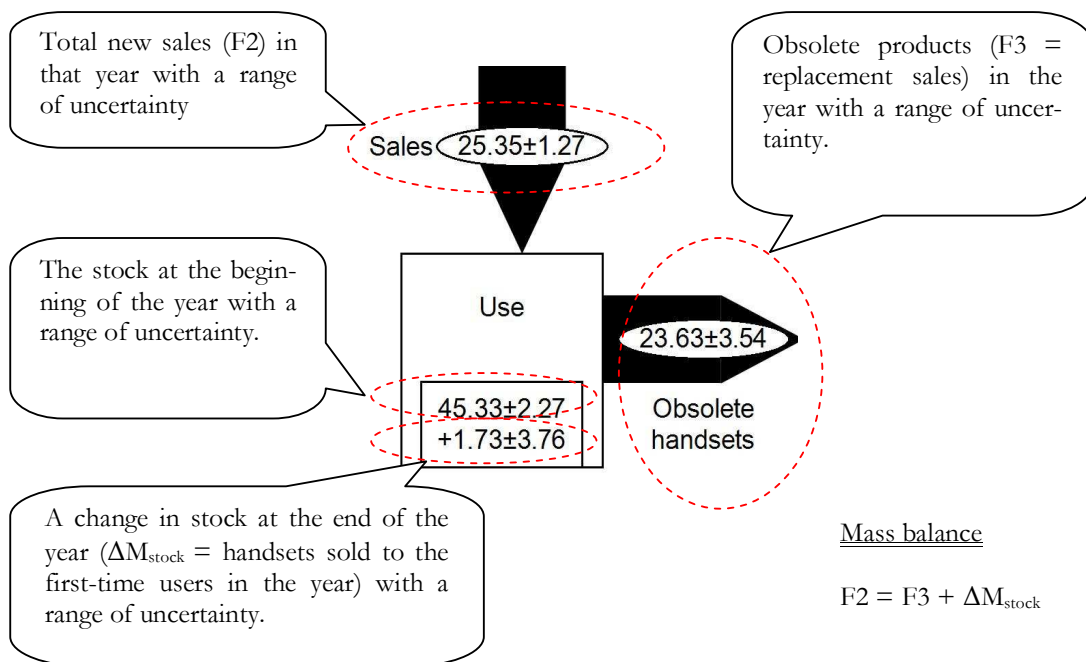 Total new sales (F2) in
that year with a range
of uncertainty
Obsolete products (F3 =
replacement sales) in the
year with a range of uncer-
tainty.
Sales 25.35±1.27
The stock at the begin-
ning of the year with a
range of uncertainty.
Use
23.63±3.54
45.33±2.27
+1.73±3.76
Obsolete
handsets
A change in stock at the end of the
year (ΔMstock = handsets sold to the
first-time users in the year) with a
range of uncertainty.
Mass balance
F2 = F3 + ΔMstock